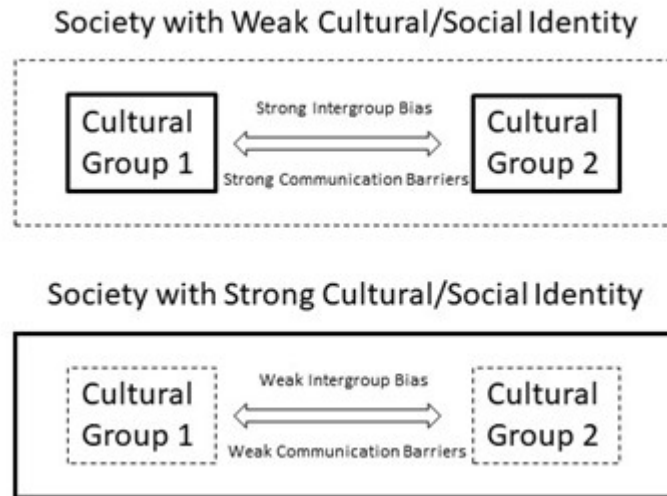 Society with Weak Cultural/Social Identity
Cultural
Group 1
Strong Intergroup Bias
Strong Communication Barriers
Cultural
Group 2
Society with Strong Cultural/Social Identity
Cultural
Group 1
Weak Intergroup Bias
Weak Communication Barriers
Cultural
Group 2